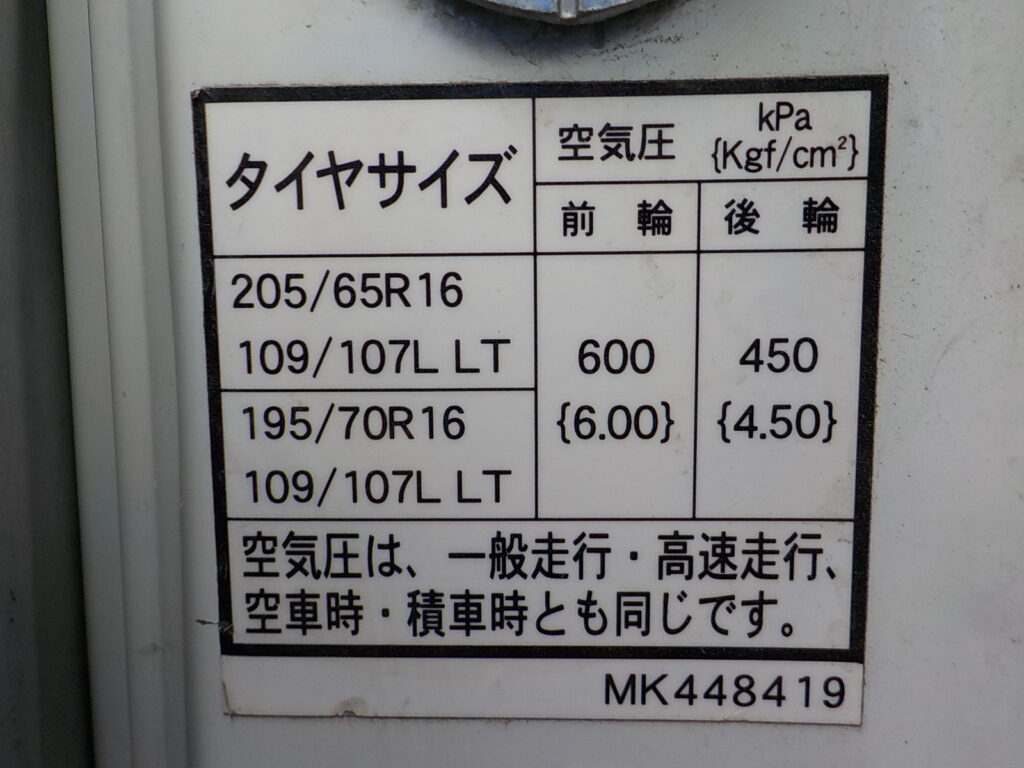 タイヤサイズ
空気圧 kPa
{Kgf/cm²}
前輪 後輪
205/65R16
109/107L LT
195/70R16
109/107L LT
600 450
{6.00} {4.50}
空気圧は、一般走行・高速走行、
空車時・積車時とも同じです。
MK448419